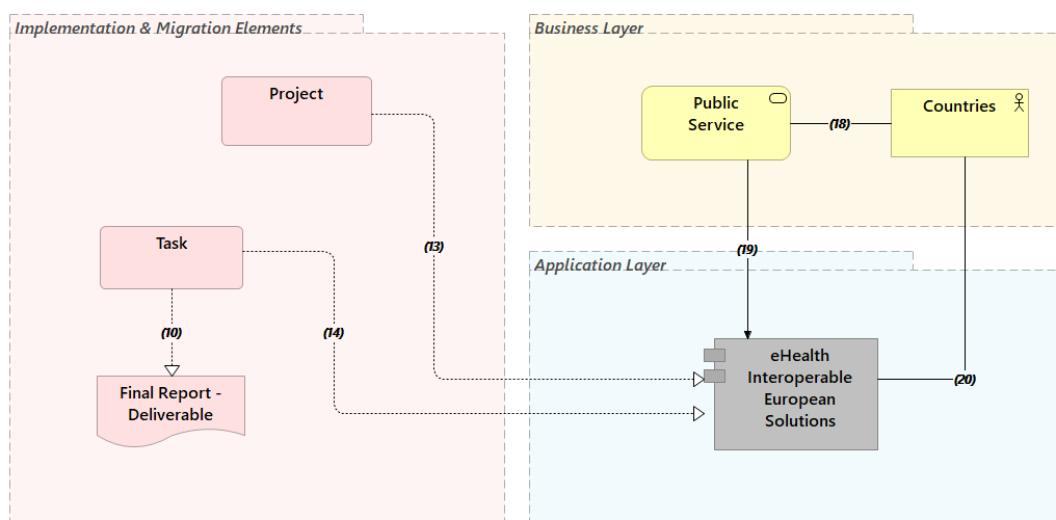 Implementation & Migration Elements
Business Layer
Project
Public
Service
Countries
(18)
Task
(13)
(19)
Application Layer
(10)
(14)
eHealth
Interoperable
European
Solutions
(20)
Final Report -
Deliverable